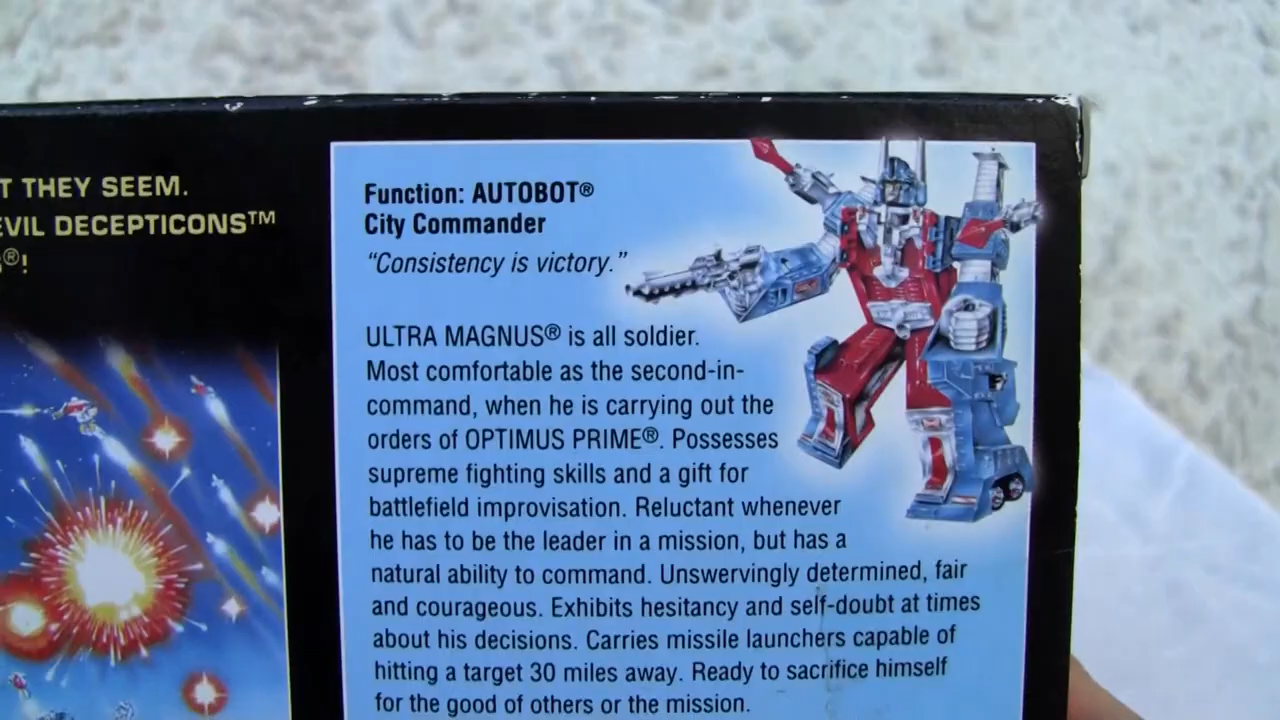 T THEY SEEM.
EVIL DECEPTICONS™
®!
Function: AUTOBOT®
City Commander
“Consistency is victory.”
ULTRA MAGNUS® is all soldier.
Most comfortable as the second-in-
command, when he is carrying out the
orders of OPTIMUS PRIME®. Possesses
supreme fighting skills and a gift for
battlefield improvisation. Reluctant whenever
he has to be the leader in a mission, but has a
natural ability to command. Unswervingly determined, fair
and courageous. Exhibits hesitancy and self-doubt at times
about his decisions. Carries missile launchers capable of
hitting a target 30 miles away. Ready to sacrifice himself
for the good of others or the mission.